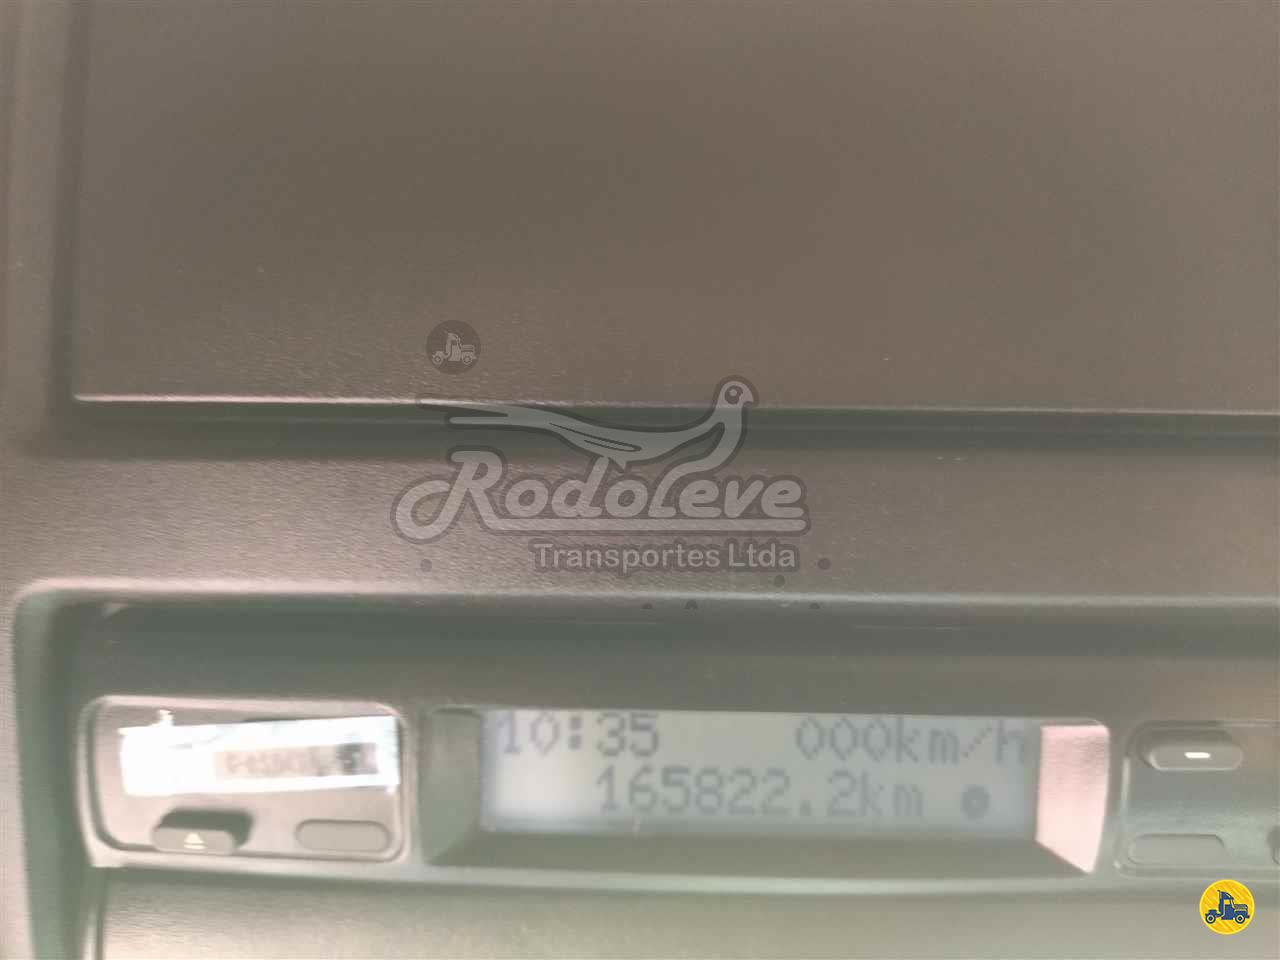 Rodoleve
Transportes Ltda
10:35 000km/h
165822.2km